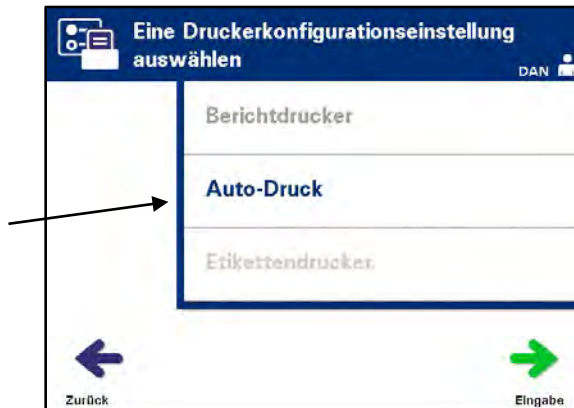 Eine Druckerkonfigurationseinstellung
auswählen
DAN
Berichtdrucker
Auto-Druck
Etikettendrucker
Zurück
Eingabe